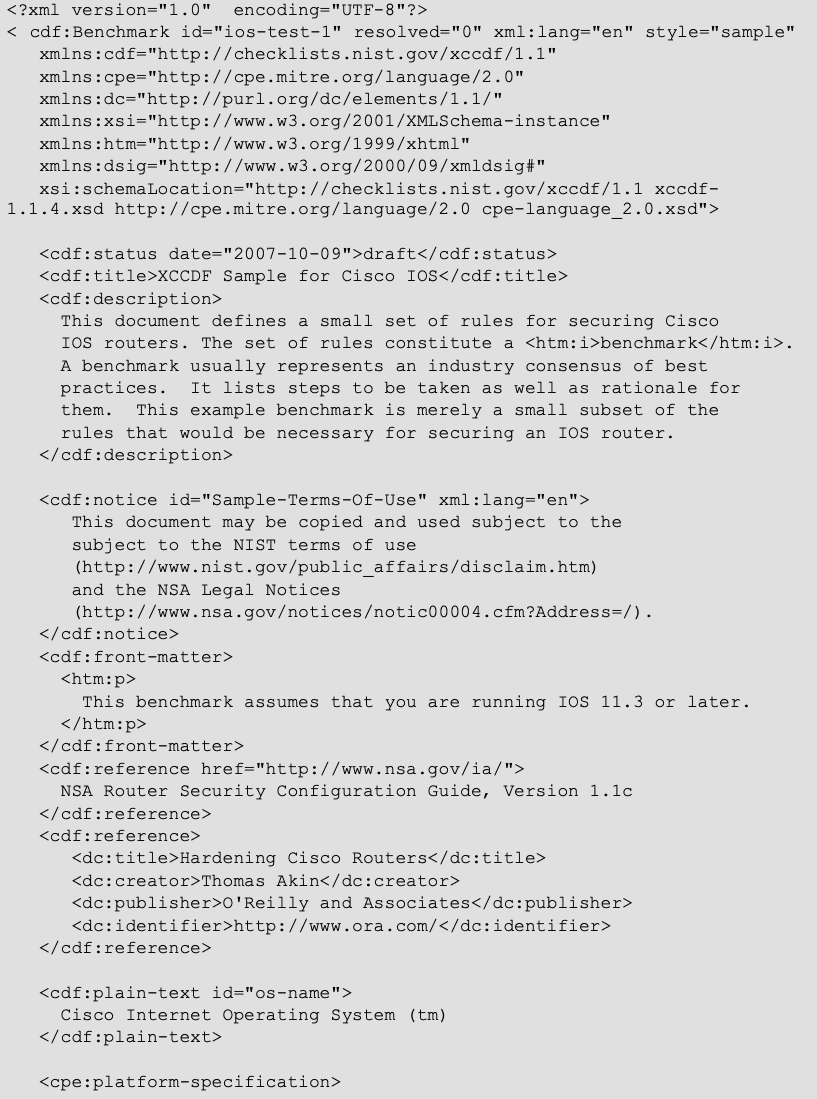 <?xml version="1.0"  encoding="UTF-8"?>
< cdf:Benchmark id="ios-test-1" resolved="0" xml:lang="en" style="sample"
xmlns:cdf="http://checklists.nist.gov/xccdf/1.1"
xmlns:cpe="http://cpe.mitre.org/language/2.0"
xmlns:dc="http://purl.org/dc/elements/1.1/"
xmlns:xsi="http://www.w3.org/2001/XMLSchema-instance"
xmlns:htm="http://www.w3.org/1999/xhtml"
xmlns:dsig="http://www.w3.org/2000/09/xmldsig#"
xsi:schemaLocation="http://checklists.nist.gov/xccdf/1.1 xccdf-
1.1.4.xsd http://cpe.mitre.org/language/2.0 cpe-language_2.0.xsd">
<cdf:status date="2007-10-09">draft</cdf:status>
<cdf:title>XCCDF Sample for Cisco IOS</cdf:title>
<cdf:description>
This document defines a small set of rules for securing Cisco
IOS routers. The set of rules constitute a <htm:i>benchmark</htm:i>.
A benchmark usually represents an industry consensus of best
practices.  It lists steps to be taken as well as rationale for
them.  This example benchmark is merely a small subset of the
rules that would be necessary for securing an IOS router.
</cdf:description>
<cdf:notice id="Sample-Terms-Of-Use" xml:lang="en">
This document may be copied and used subject to the
subject to the NIST terms of use
(http://www.nist.gov/public_affairs/disclaim.htm)
and the NSA Legal Notices
(http://www.nsa.gov/notices/notic00004.cfm?Address=/).
</cdf:notice>
<cdf:front-matter>
<htm:p>
This benchmark assumes that you are running IOS 11.3 or later.
</htm:p>
</cdf:front-matter>
<cdf:reference href="http://www.nsa.gov/ia/">
NSA Router Security Configuration Guide, Version 1.1c
</cdf:reference>
<cdf:reference>
<dc:title>Hardening Cisco Routers</dc:title>
<dc:creator>Thomas Akin</dc:creator>
<dc:publisher>O'Reilly and Associates</dc:publisher>
<dc:identifier>http://www.ora.com/</dc:identifier>
</cdf:reference>
<cdf:plain-text id="os-name">
Cisco Internet Operating System (tm)
</cdf:plain-text>
<cpe:platform-specification>